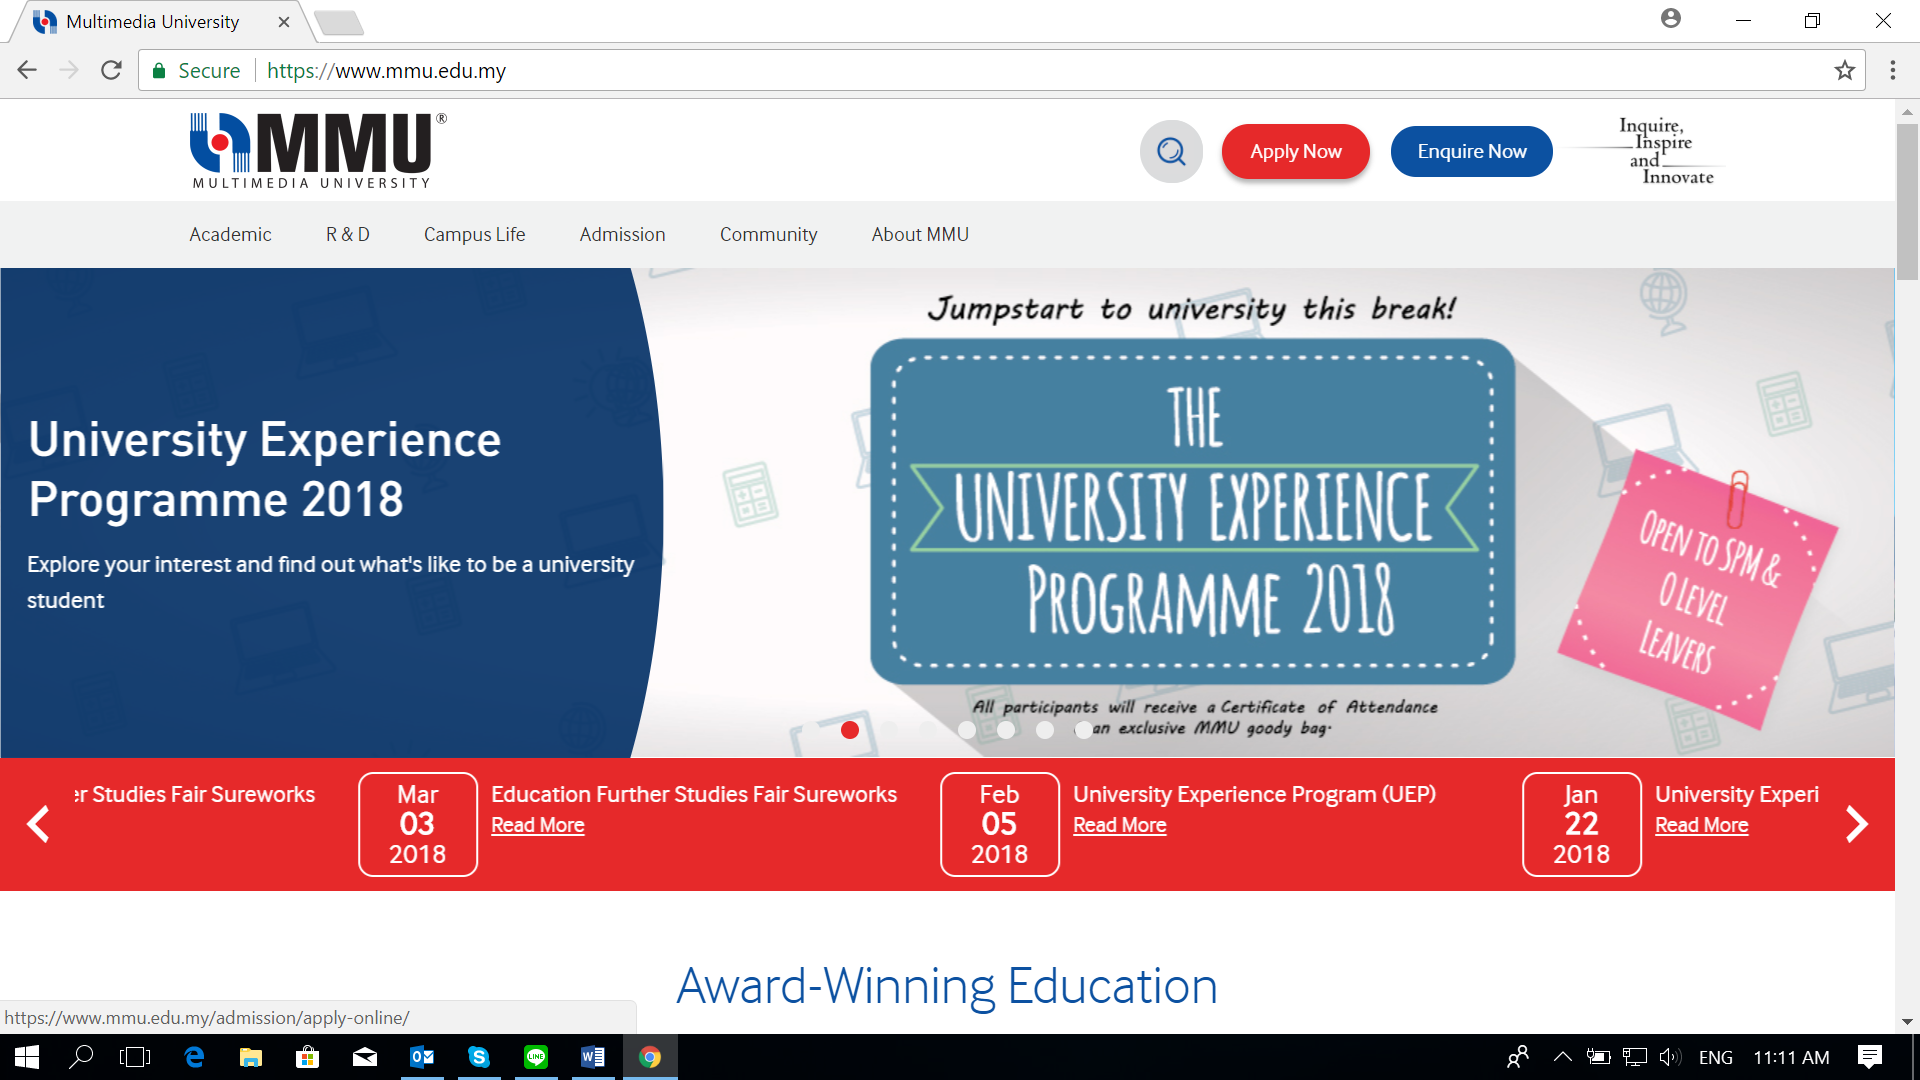 Multimedia University
Secure https://www.mmu.edu.my
MMU®
MULTIMEDIA UNIVERSITY
Apply Now
Enquire Now
Inquire,
Inspire
and
Innovate
Academic R & D Campus Life Admission Community About MMU
University Experience
Programme 2018
Explore your interest and find out what's like to be a university
student
Jumpstart to university this break!
THE
UNIVERSITY EXPERIENCE
PROGRAMME 2018
OPEN TO SPM &
O LEVEL
LEAVERS
All participants will receive a Certificate of Attendance
an exclusive MMU goody bag.
er Studies Fair Sureworks
Mar
03
2018
Education Further Studies Fair Sureworks
Read More
Feb
05
2018
University Experience Program (UEP)
Read More
Jan
22
2018
University Experi
Read More
Award-Winning Education
https://www.mmu.edu.my/admission/apply-online/
ENG 11:11 AM